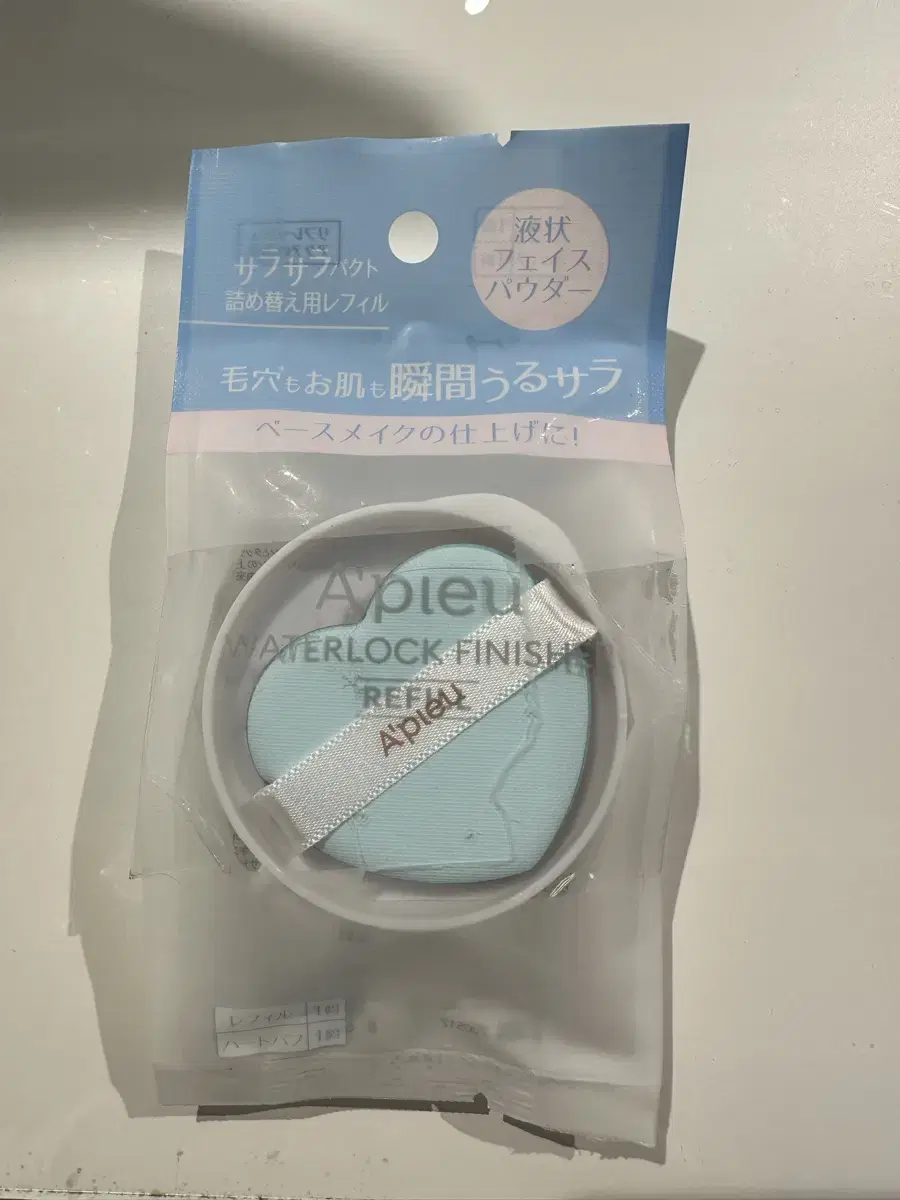 サラサラパクト
詰め替え用レフィル
液状
フェイス
パウダー
毛穴もお肌も瞬間うるサラ
ベースメイクの仕上げに!
A'pieu
WATERLOCK FINISHER
REFILL
A'pieu
レフィル 1個
ハートパフ 1個